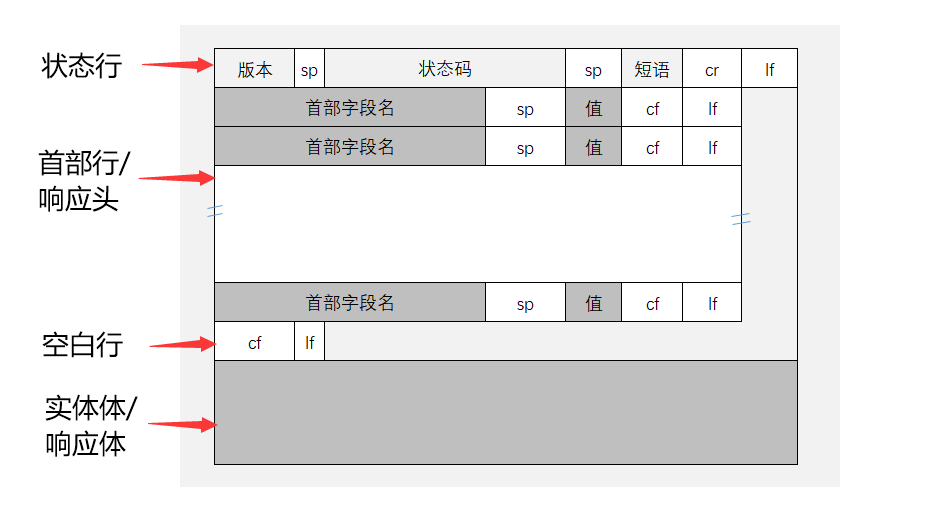 状态行
版本 sp 状态码 sp 短语 cr lf
首部字段名 sp 值 cf lf
首部字段名 sp 值 cf lf
首部行/
响应头
首部字段名 sp 值 cf lf
空白行
cf lf
实体体/
响应体